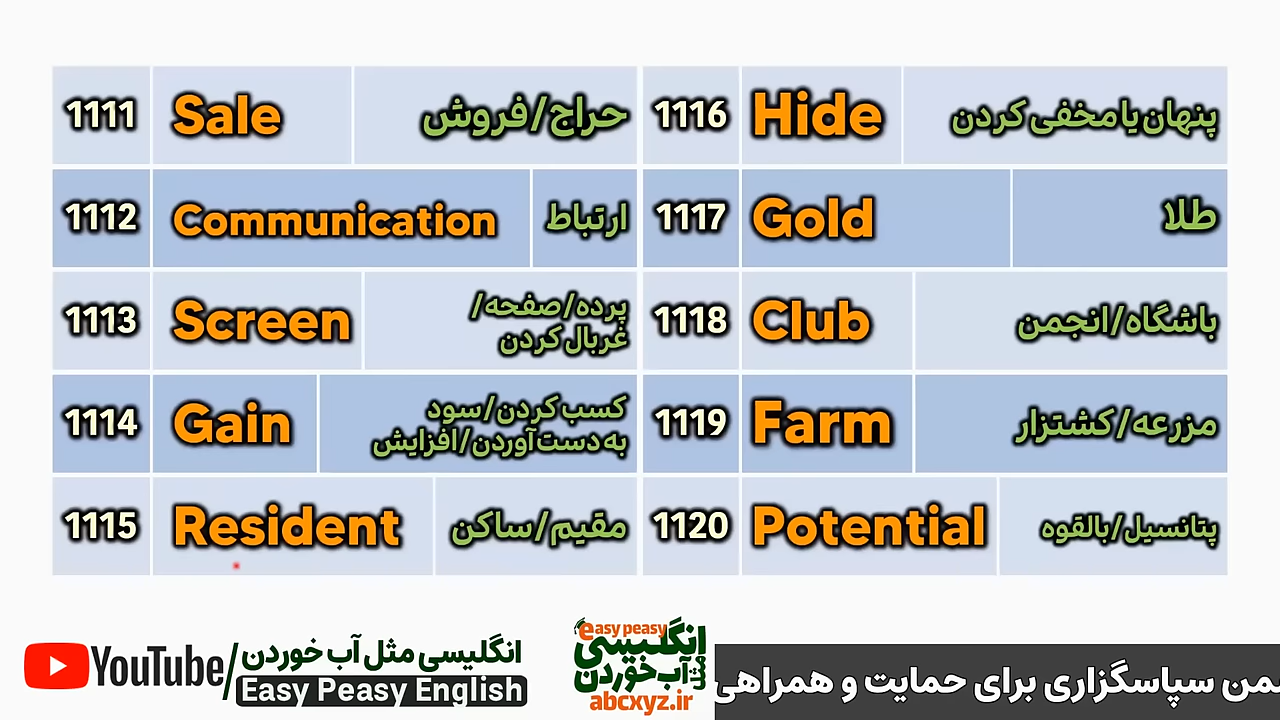 1111 Sale حراج/فروش
1112 Communication ارتباط
1113 Screen پرده/صفحه/
غربال کردن
1114 Gain کسب کردن/سود
به دست آوردن/افزایش
1115 Resident مقیم/ساکن
1116 Hide پنهان یا مخفی کردن
1117 Gold طلا
1118 Club باشگاه/انجمن
1119 Farm مزرعه/کشتزار
1120 Potential پتانسیل/بالقوه
YouTube/انگلیسی مثل آب خوردن
Easy Peasy English
easy peasy
انگلیسی
مثل آب خوردن
abcxyz.ir
سپاسگزاری برای حمایت و همراهی